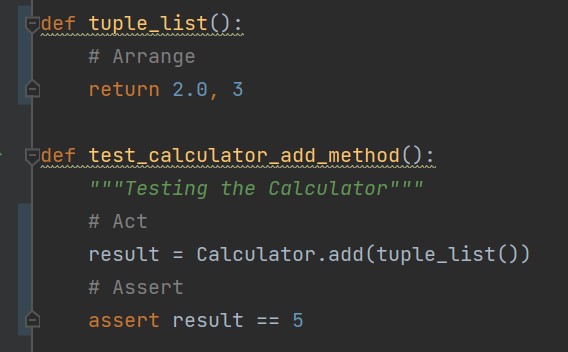 def tuple_list():
    # Arrange
    return 2.0, 3

def test_calculator_add_method():
    """Testing the Calculator"""
    # Act
    result = Calculator.add(tuple_list())
    # Assert
    assert result == 5